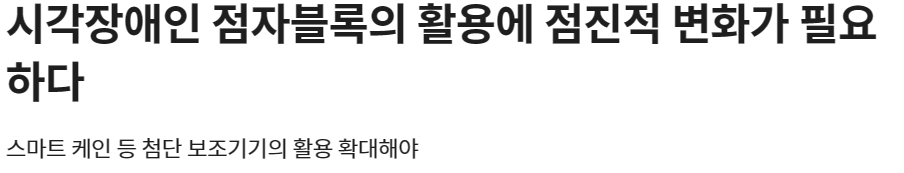 시각장애인 점자블록의 활용에 점진적 변화가 필요
하다
스마트 케인 등 첨단 보조기기의 활용 확대해야